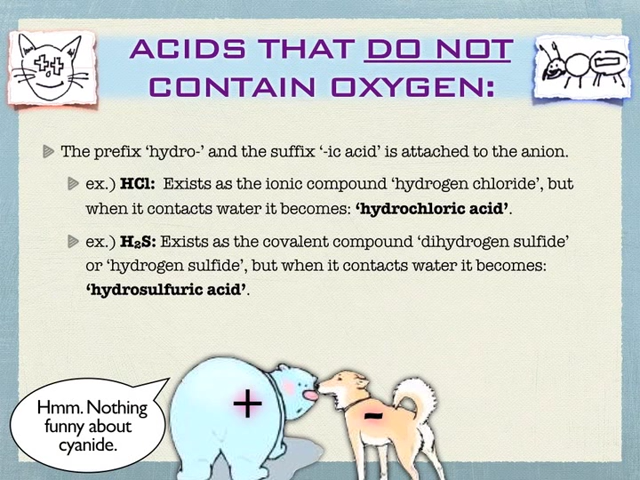 ACIDS THAT DO NOT
CONTAIN OXYGEN:
The prefix ‘hydro-’ and the suffix ‘-ic acid’ is attached to the anion.
ex.) HCl: Exists as the ionic compound ‘hydrogen chloride’, but
when it contacts water it becomes: ‘hydrochloric acid’.
ex.) H₂S: Exists as the covalent compound ‘dihydrogen sulfide’
or ‘hydrogen sulfide’, but when it contacts water it becomes:
‘hydrosulfuric acid’.
+
-
Hmm. Nothing
funny about
cyanide.